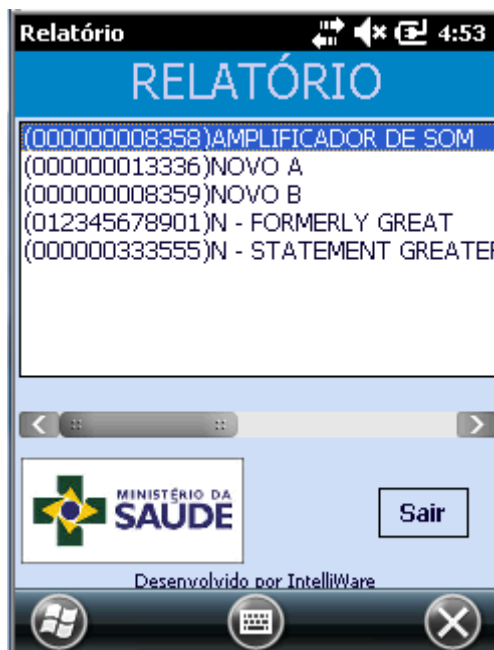 Relatório 4:53
RELATÓRIO
(000000008358)AMPLIFICADOR DE SOM
(000000013336)NOVO A
(000000008359)NOVO B
(012345678901)N - FORMERLY GREAT
(000000333555)N - STATEMENT GREATER
MINISTÉRIO DA
SAÚDE
Sair
Desenvolvido por IntelliWare